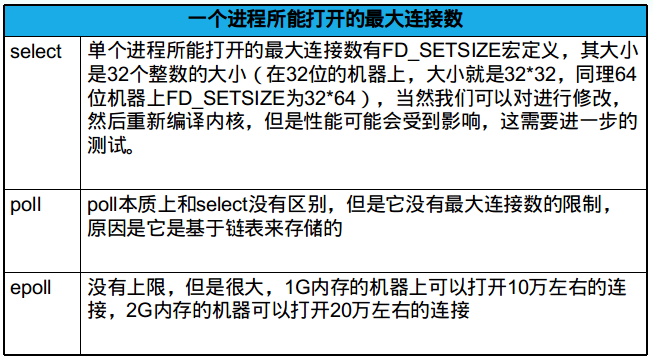 一个进程所能打开的最大连接数
select
单个进程所能打开的最大连接数有FD_SETSIZE宏定义，其大小
是32个整数的大小（在32位的机器上，大小就是32*32，同理64
位机器上FD_SETSIZE为32*64），当然我们可以对进行修改，
然后重新编译内核，但是性能可能会受到影响，这需要进一步的
测试。
poll
poll本质上和select没有区别，但是它没有最大连接数的限制，
原因是它是基于链表来存储的
epoll
没有上限，但是很大，1G内存的机器上可以打开10万左右的连
接，2G内存的机器可以打开20万左右的连接